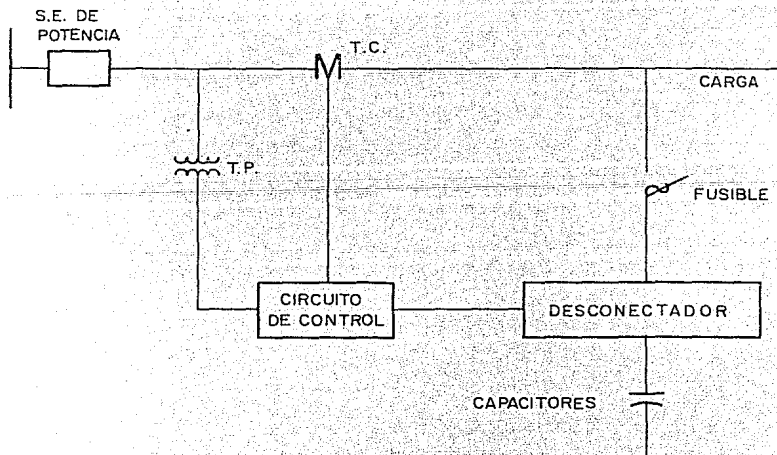 S.E. DE
POTENCIA
T.C.
CARGA
T.P.
FUSIBLE
CIRCUITO
DE CONTROL
DESCONECTADOR
CAPACITORES